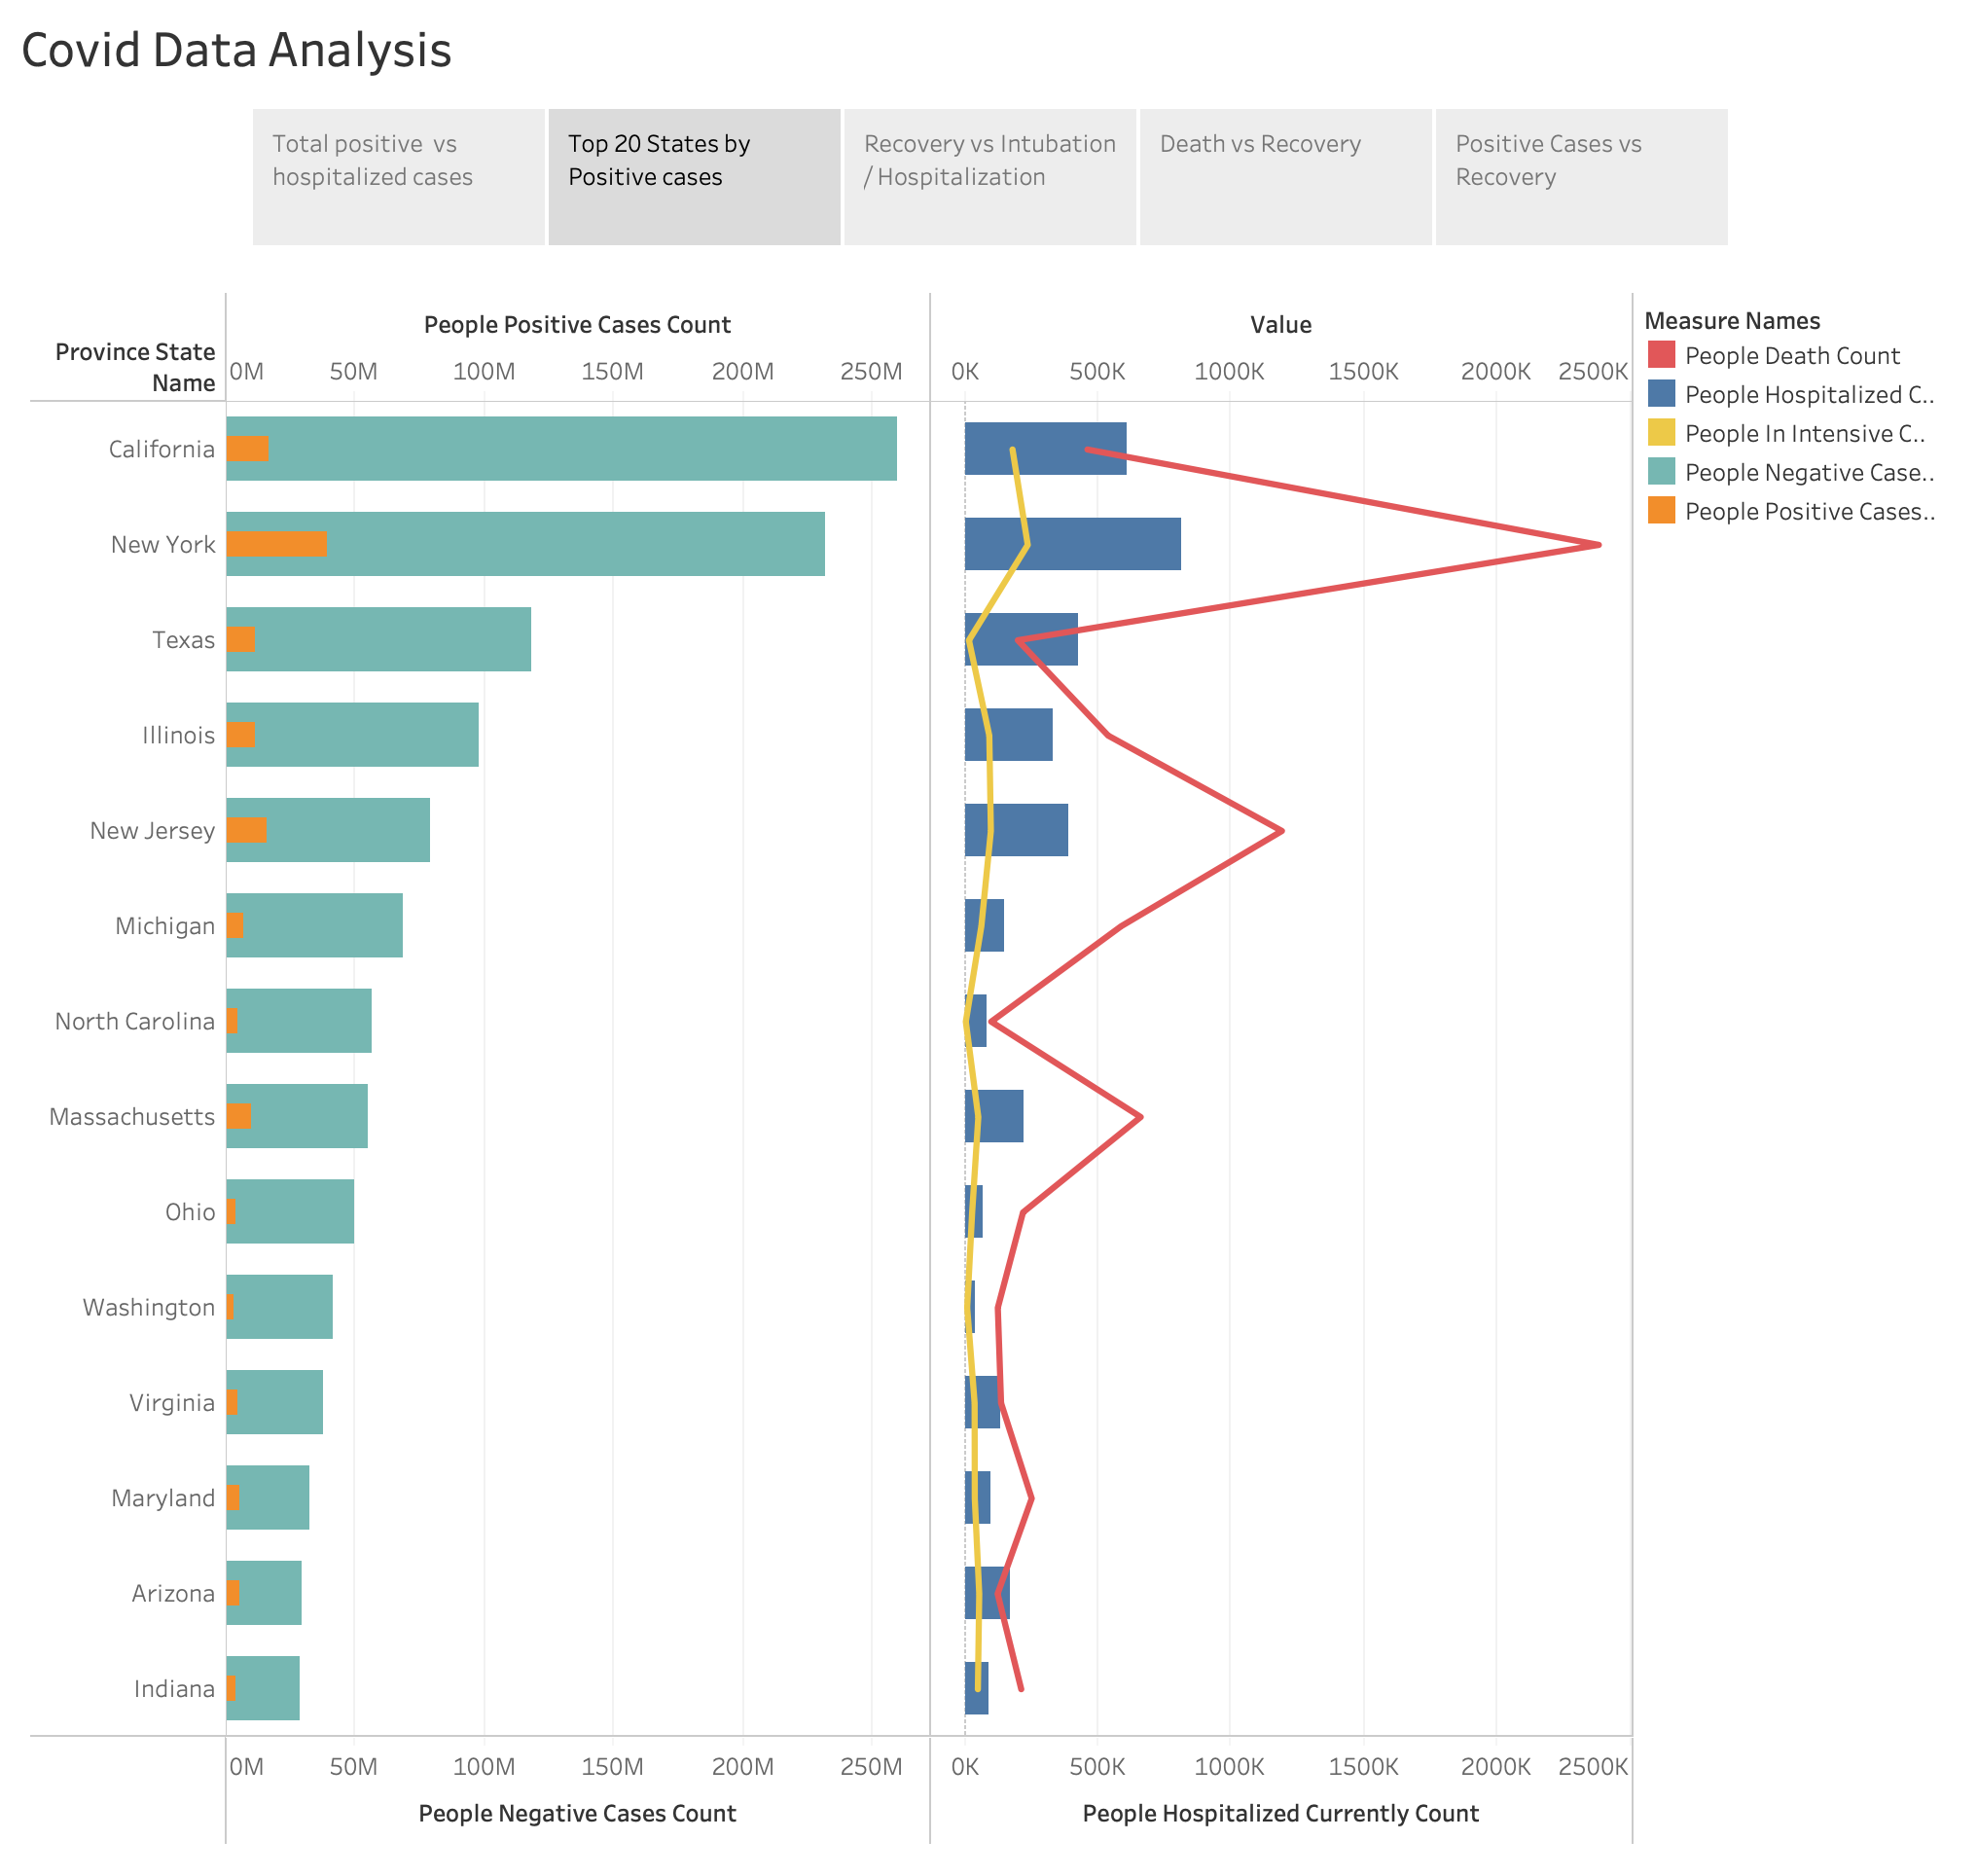 Covid Data Analysis
Total positive vs
hospitalized cases
Top 20 States by
Positive cases
Recovery vs Intubation
/ Hospitalization
Death vs Recovery
Positive Cases vs
Recovery
Province State
Name
People Positive Cases Count
0M 50M 100M 150M 200M 250M
Value
0K 500K 1000K 1500K 2000K 2500K
Measure Names
People Death Count
People Hospitalized C..
People In Intensive C..
People Negative Case..
People Positive Cases..
California
New York
Texas
Illinois
New Jersey
Michigan
North Carolina
Massachusetts
Ohio
Washington
Virginia
Maryland
Arizona
Indiana
0M 50M 100M 150M 200M 250M
People Negative Cases Count
0K 500K 1000K 1500K 2000K 2500K
People Hospitalized Currently Count